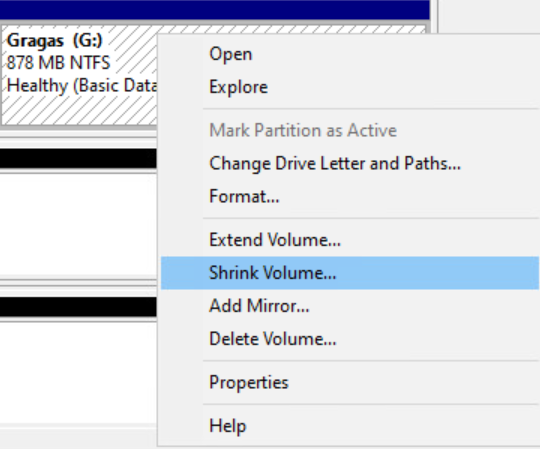 Gragas (G:)
878 MB NTFS
Healthy (Basic Data
Open
Explore
Mark Partition as Active
Change Drive Letter and Paths...
Format...
Extend Volume...
Shrink Volume...
Add Mirror...
Delete Volume...
Properties
Help